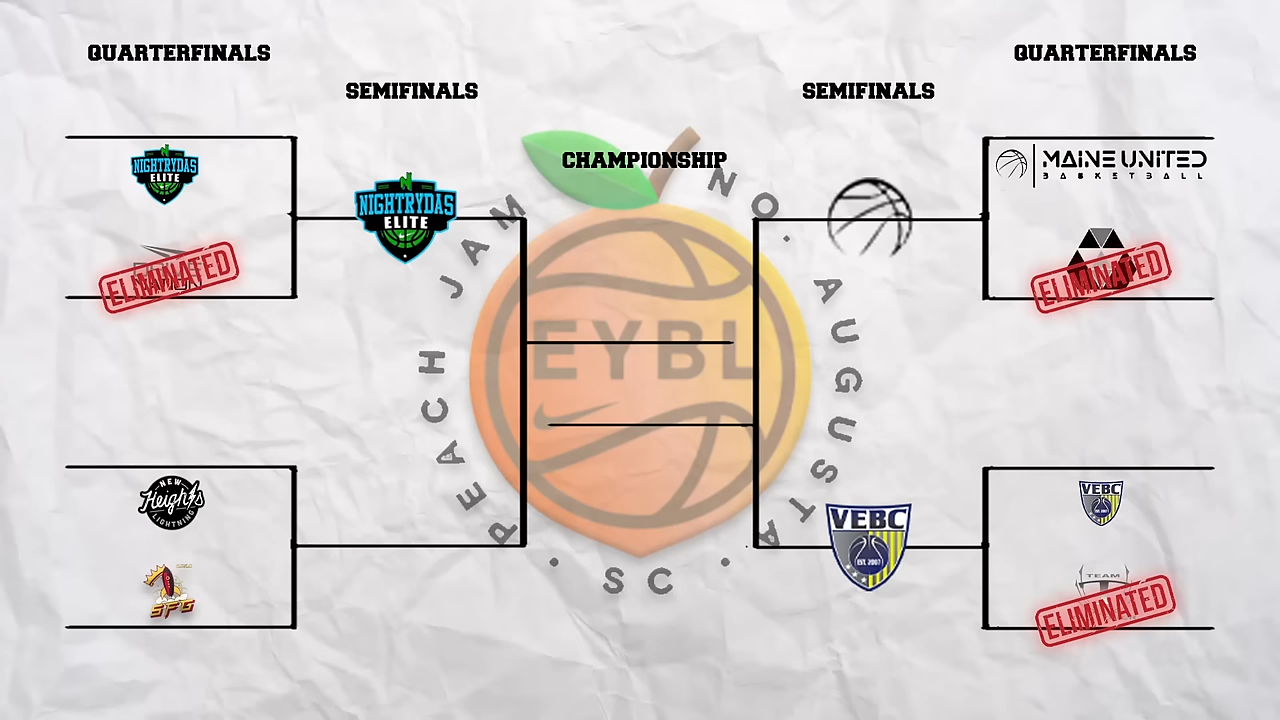 QUARTERFINALS
QUARTERFINALS
SEMIFINALS
SEMIFINALS
CHAMPIONSHIP
NIGHTRYDAS
ELITE
ELIMINATED
NIGHTRYDAS
ELITE
MAINE UNITED
BASKETBALL
ELIMINATED
PEACH JAM · SC · NO. AUGUSTA
EYBL
NEW
Heights
LIGHTNING
SFG
VEBC
EST. 2007
VEBC
TEAM
ELIMINATED